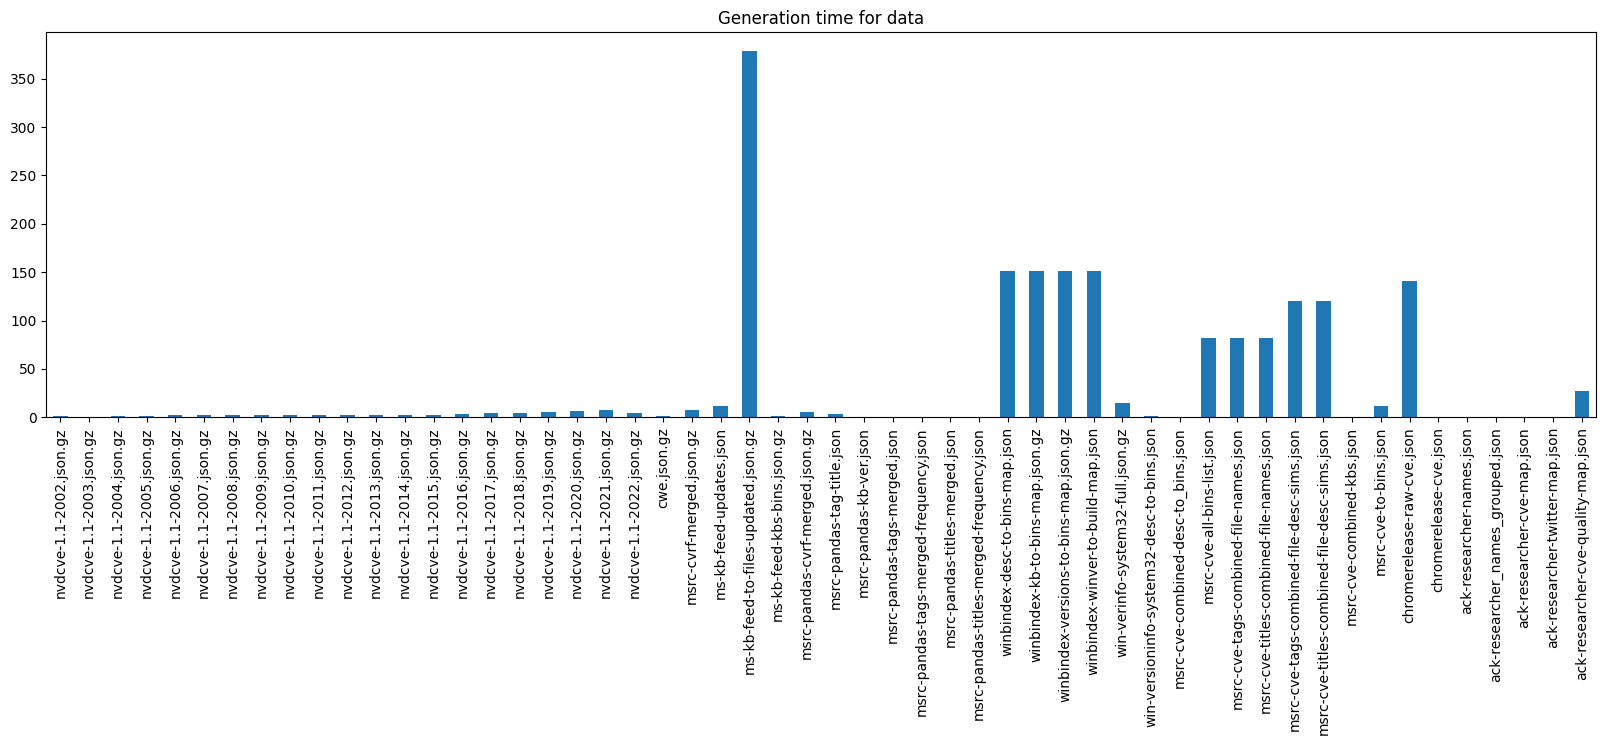 Generation time for data
350
300
250
200
150
100
50
0
nvdcve-1.1-2002.json.gz
nvdcve-1.1-2003.json.gz
nvdcve-1.1-2004.json.gz
nvdcve-1.1-2005.json.gz
nvdcve-1.1-2006.json.gz
nvdcve-1.1-2007.json.gz
nvdcve-1.1-2008.json.gz
nvdcve-1.1-2009.json.gz
nvdcve-1.1-2010.json.gz
nvdcve-1.1-2011.json.gz
nvdcve-1.1-2012.json.gz
nvdcve-1.1-2013.json.gz
nvdcve-1.1-2014.json.gz
nvdcve-1.1-2015.json.gz
nvdcve-1.1-2016.json.gz
nvdcve-1.1-2017.json.gz
nvdcve-1.1-2018.json.gz
nvdcve-1.1-2019.json.gz
nvdcve-1.1-2020.json.gz
nvdcve-1.1-2021.json.gz
nvdcve-1.1-2022.json.gz
cwe.json.gz
msrc-cvrf-merged.json.gz
ms-kb-feed-updates.json
ms-kb-feed-to-files-updated.json.gz
ms-kb-feed-kbs-bins.json.gz
msrc-pandas-cvrf-merged.json.gz
msrc-pandas-tag-title.json
msrc-pandas-kb-ver.json
msrc-pandas-tags-merged.json
msrc-pandas-tags-merged-frequency.json
msrc-pandas-titles-merged.json
msrc-pandas-titles-merged-frequency.json
winbindex-desc-to-bins-map.json
winbindex-kb-to-bins-map.json.gz
winbindex-versions-to-bins-map.json.gz
winbindex-winver-to-build-map.json
win-verinfo-system32-full.json.gz
win-versioninfo-system32-desc-to-bins.json
msrc-cve-combined-desc-to_bins.json
msrc-cve-all-bins-list.json
msrc-cve-tags-combined-file-names.json
msrc-cve-titles-combined-file-names.json
msrc-cve-tags-combined-file-desc-sims.json
msrc-cve-titles-combined-file-desc-sims.json
msrc-cve-combined-kbs.json
msrc-cve-to-bins.json
chromerelease-raw-cve.json
chromerelease-cve.json
ack-researcher-names.json
ack-researcher_names_grouped.json
ack-researcher-cve-map.json
ack-researcher-twitter-map.json
ack-researcher-cve-quality-map.json